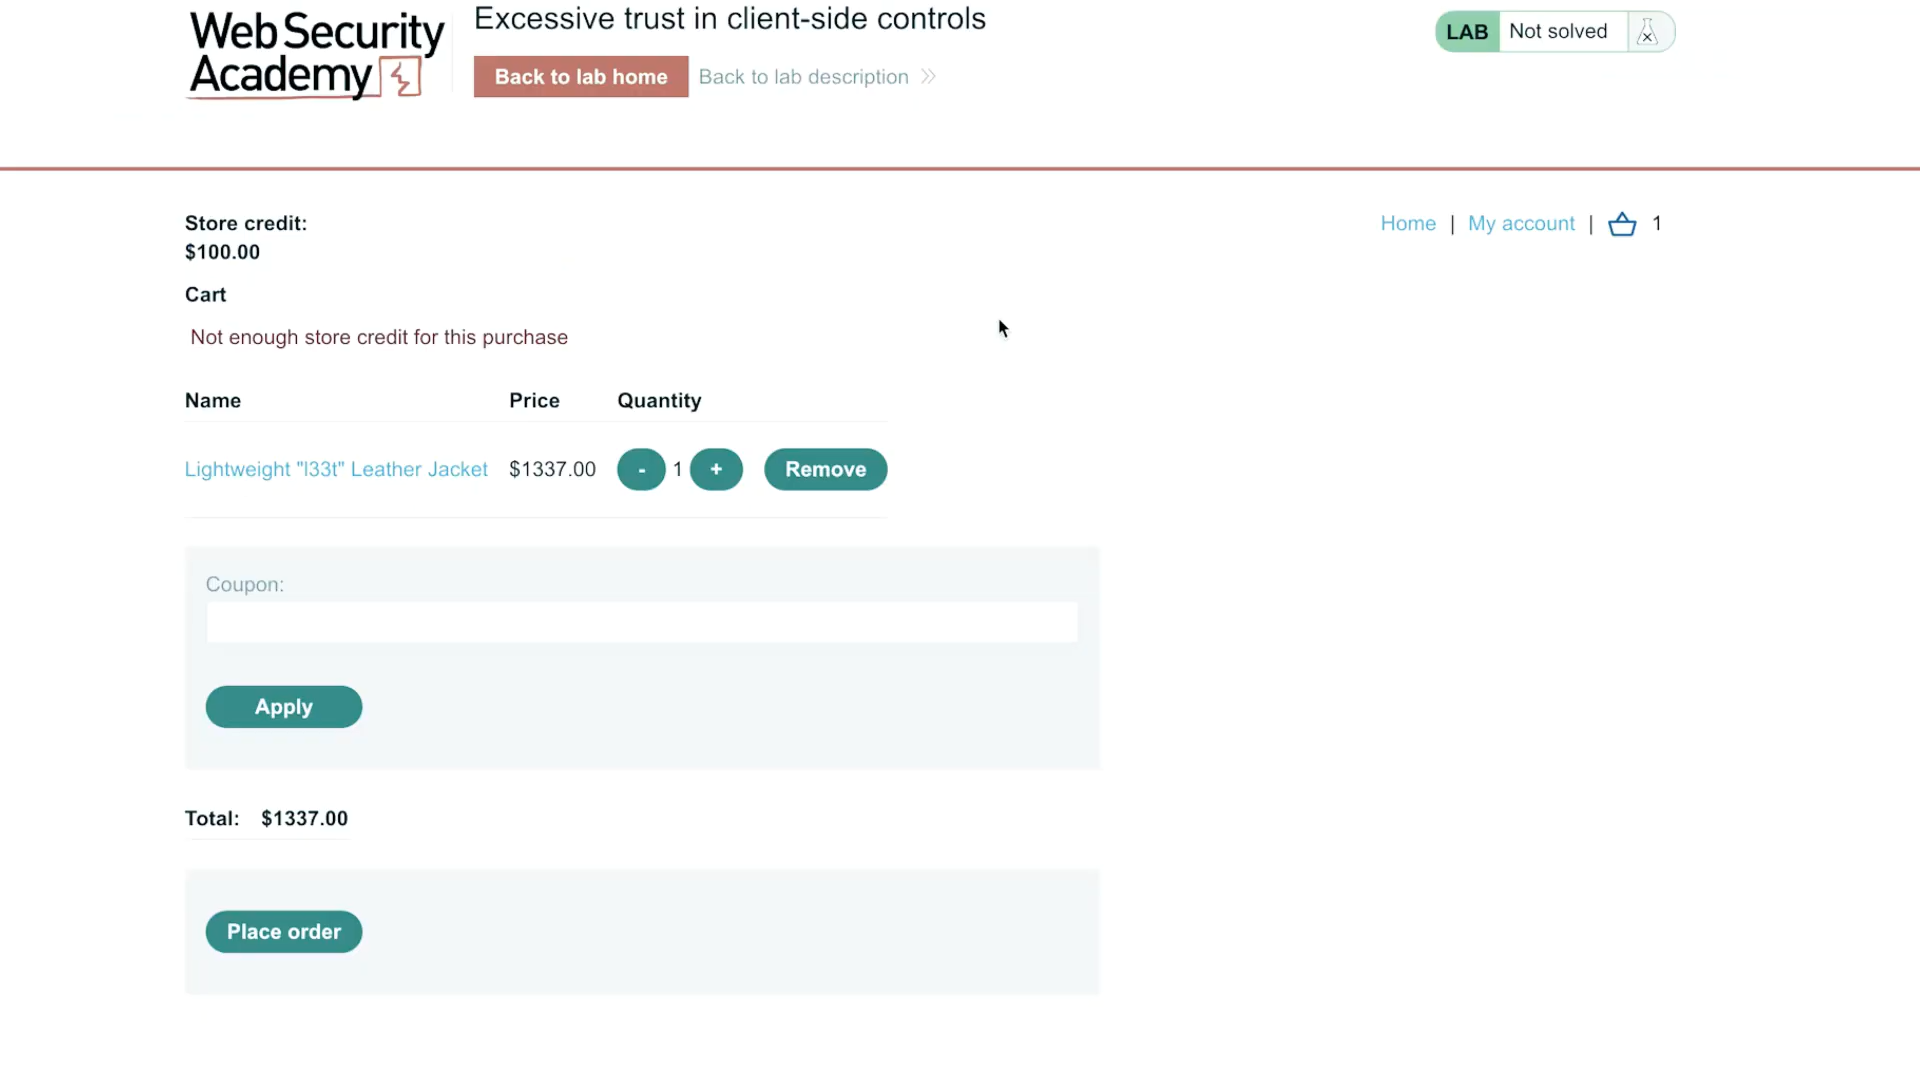 Web Security
Academy
Excessive trust in client-side controls
Back to lab home
Back to lab description
LAB
Not solved
Store credit:
$100.00
Home | My account | 1
Cart
Not enough store credit for this purchase
Name Price Quantity
Lightweight "l33t" Leather Jacket $1337.00 - 1 + Remove
Coupon:
Apply
Total: $1337.00
Place order